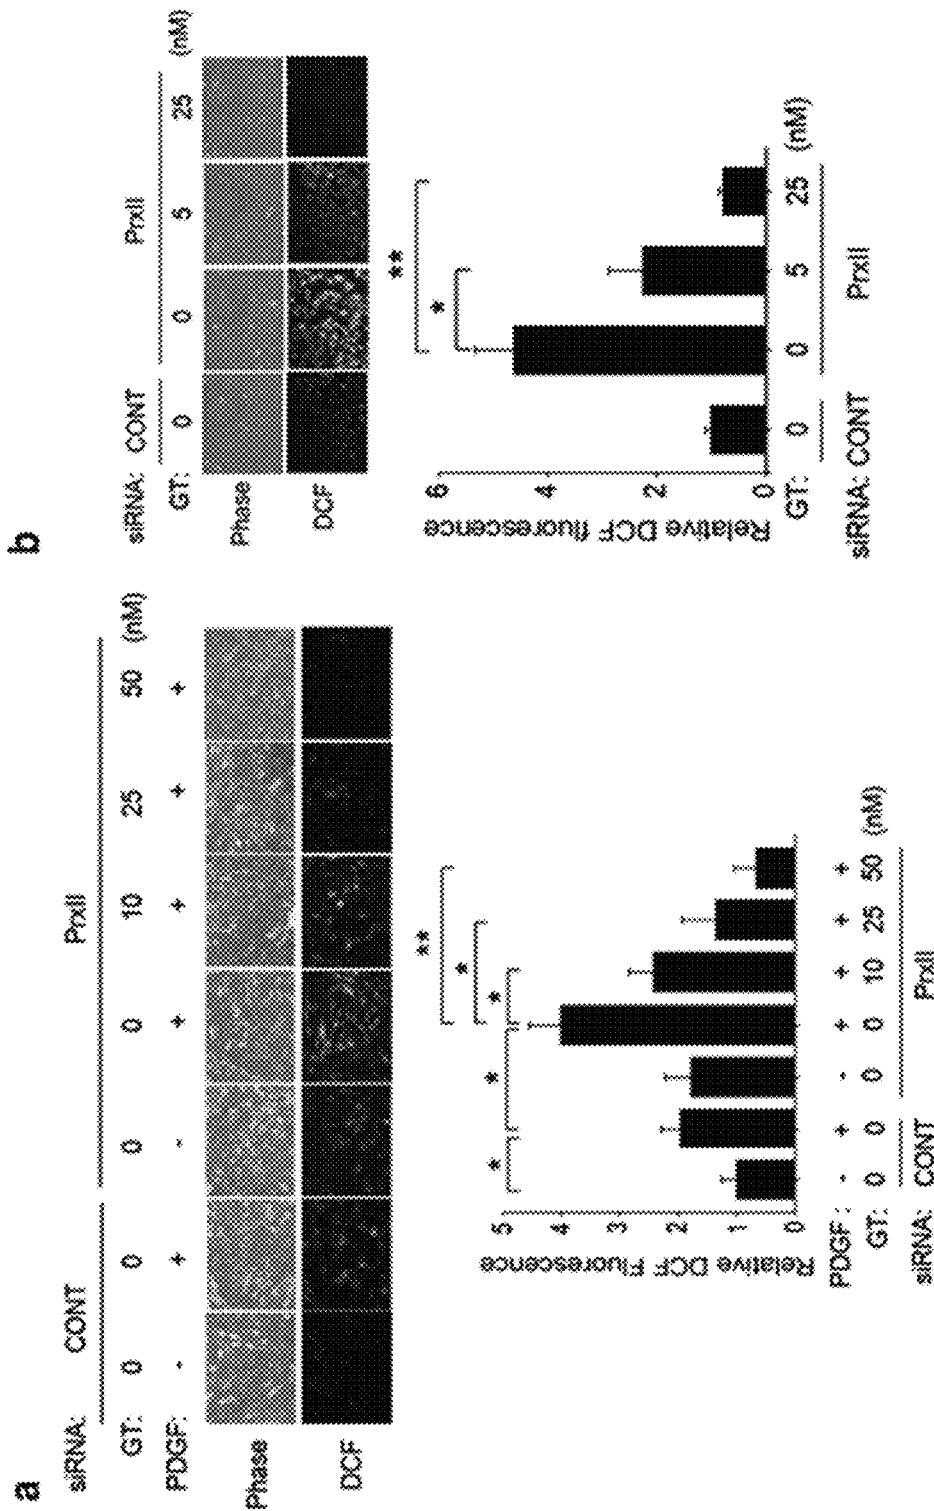 a
siRNA: CONT PrxII
GT: 0 0 0 0 10 25 50 (nM)
PDGF: - + - + + + +
Phase
DCF
** 
*
*
*
*
Relative DCF Fluorescence
5
4
3
2
1
0
PDGF: - + - + + + +
GT: 0 0 0 0 10 25 50 (nM)
siRNA: CONT PrxII
b
siRNA: CONT PrxII
GT: 0 0 5 25 (nM)
Phase
DCF
**
*
Relative DCF fluorescence
6
4
2
0
GT: 0 0 5 25 (nM)
siRNA: CONT PrxII